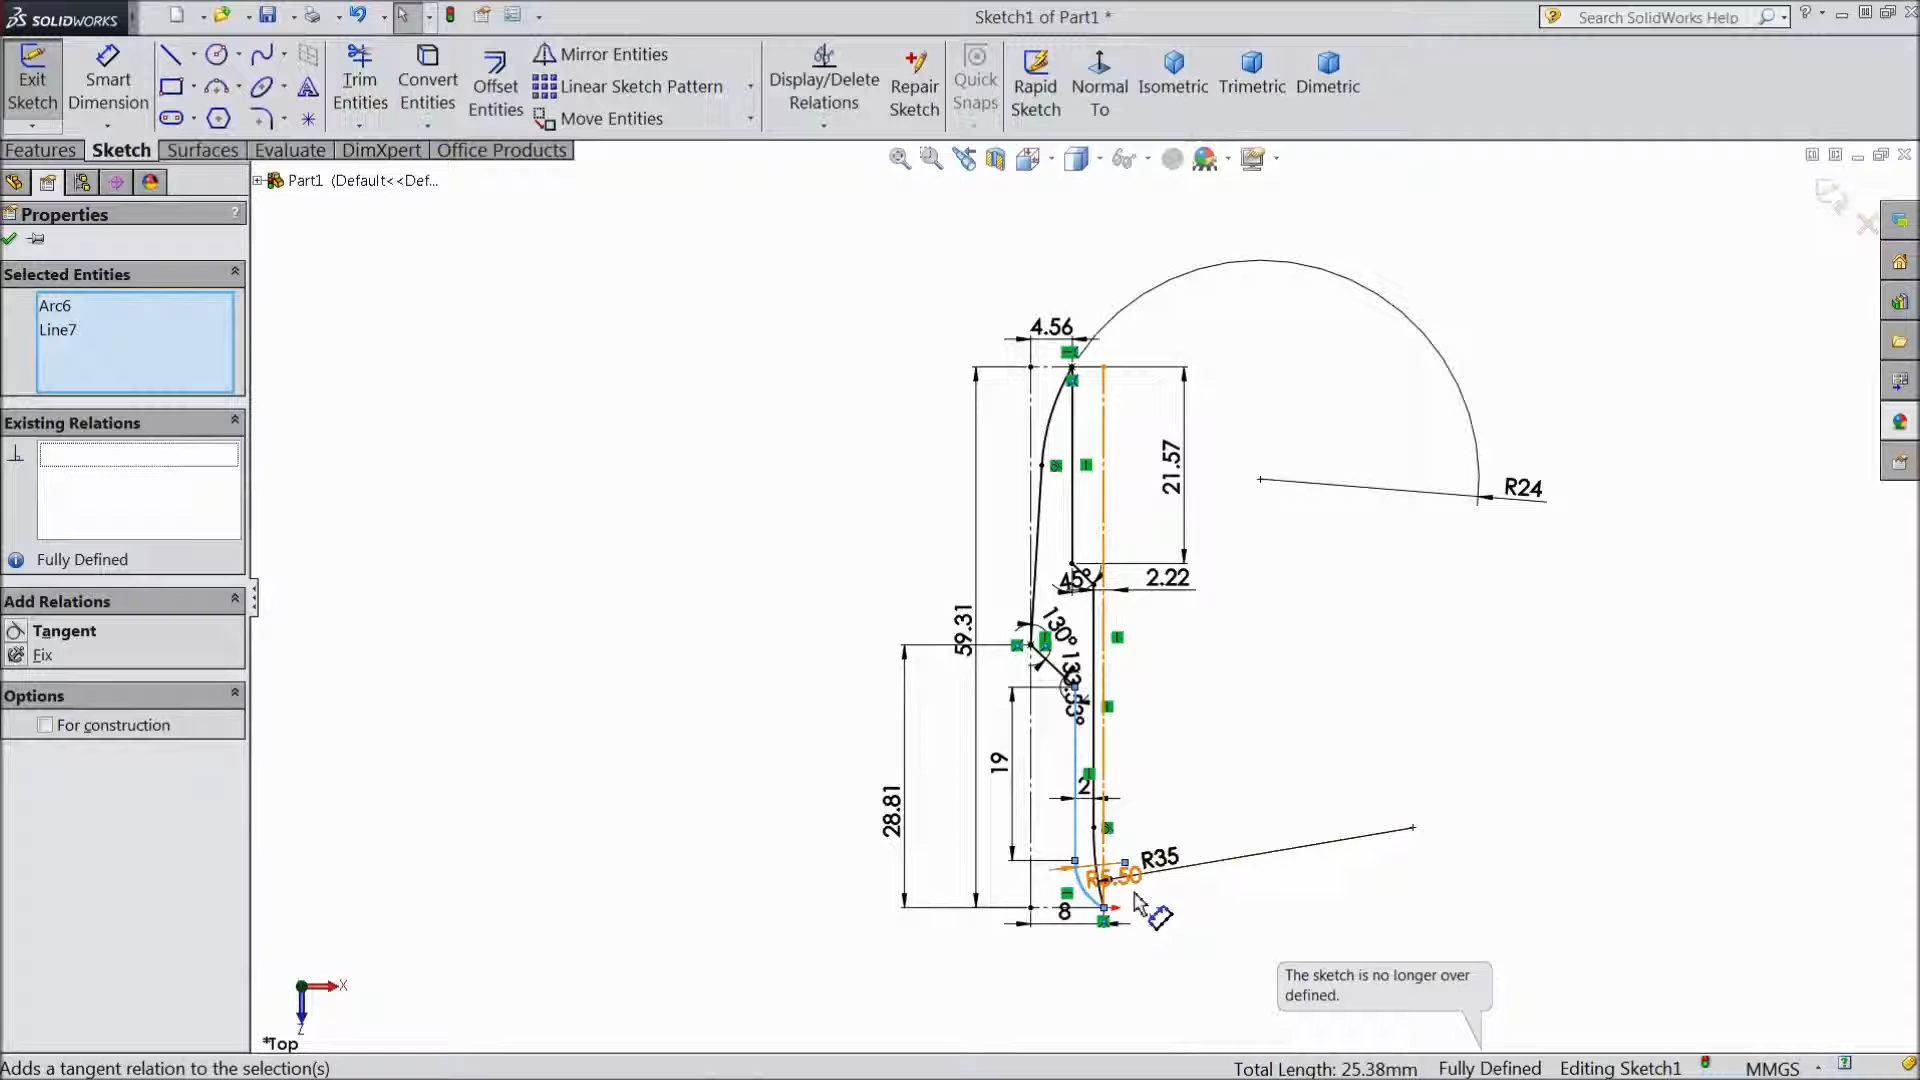 SOLIDWORKS
Sketch1 of Part1 *
Search SolidWorks Help
Exit Sketch
Smart Dimension
Trim Entities
Convert Entities
Offset Entities
Mirror Entities
Linear Sketch Pattern
Move Entities
Display/Delete Relations
Repair Sketch
Quick Snaps
Rapid Sketch
Normal To
Isometric
Trimetric
Dimetric
Features
Sketch
Surfaces
Evaluate
DimXpert
Office Products
Part1 (Default<<Def...
Properties
?
Selected Entities
Arc6
Line7
Existing Relations
Fully Defined
Add Relations
Tangent
Fix
Options
For construction
4.56
21.57
R24
45°
2.22
59.31
130°
133.53°
19
2
28.81
R35
R5.50
8
The sketch is no longer over
defined.
X
Z
*Top
Adds a tangent relation to the selection(s)
Total Length: 25.38mm
Fully Defined
Editing Sketch1
MMGS